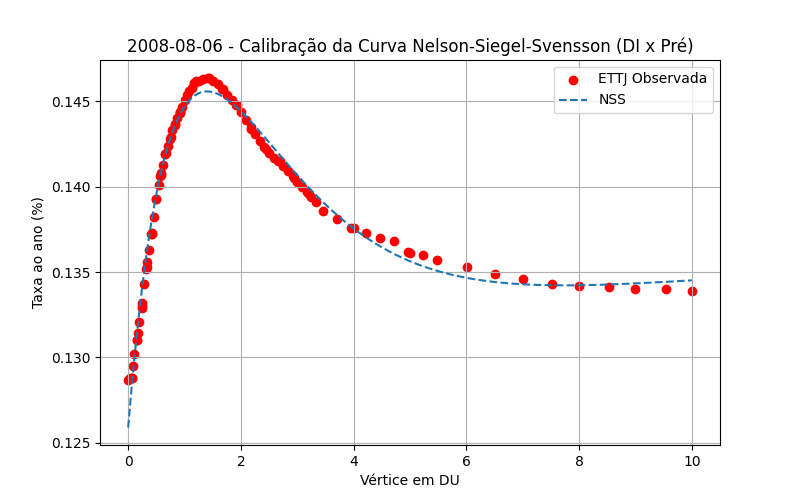 2008-08-06 - Calibração da Curva Nelson-Siegel-Svensson (DI x Pré)
ETTJ Observada
NSS
Taxa ao ano (%)
0.145
0.140
0.135
0.130
0.125
0 2 4 6 8 10
Vértice em DU